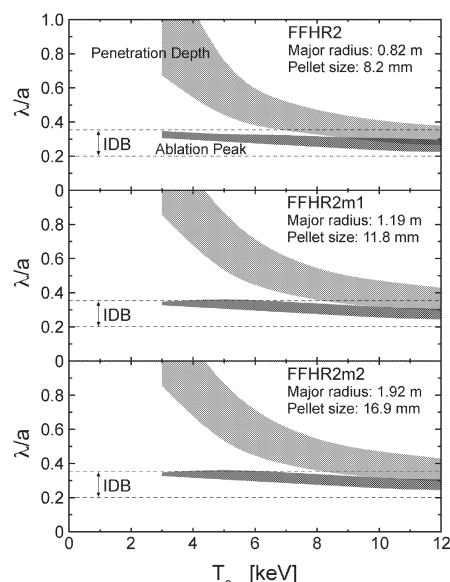 FFHR2
Major radius: 0.82 m
Pellet size: 8.2 mm
Penetration Depth
IDB
Ablation Peak
λ/a
1.0
0.8
0.6
0.4
0.2
0
FFHR2m1
Major radius: 1.19 m
Pellet size: 11.8 mm
IDB
λ/a
0.8
0.6
0.4
0.2
0
FFHR2m2
Major radius: 1.92 m
Pellet size: 16.9 mm
IDB
λ/a
0.8
0.6
0.4
0.2
0
0 2 4 6 8 10 12
T [keV]